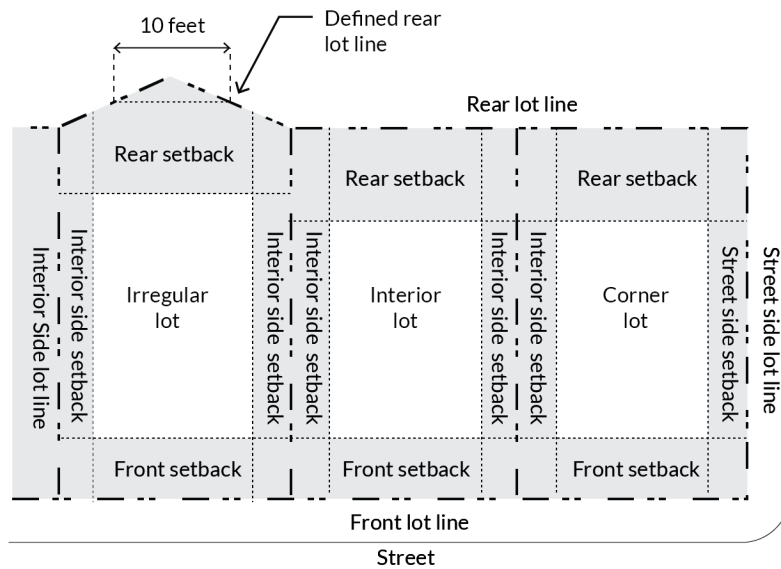 10 feet
Defined rear
lot line
Rear lot line
Rear setback
Rear setback
Rear setback
Interior Side lot line
Interior side setback
Irregular
lot
Interior side setback
Interior side setback
Interior
lot
Interior side setback
Interior side setback
Corner
lot
Street side setback
Street side lot line
Front setback
Front setback
Front setback
Front lot line
Street